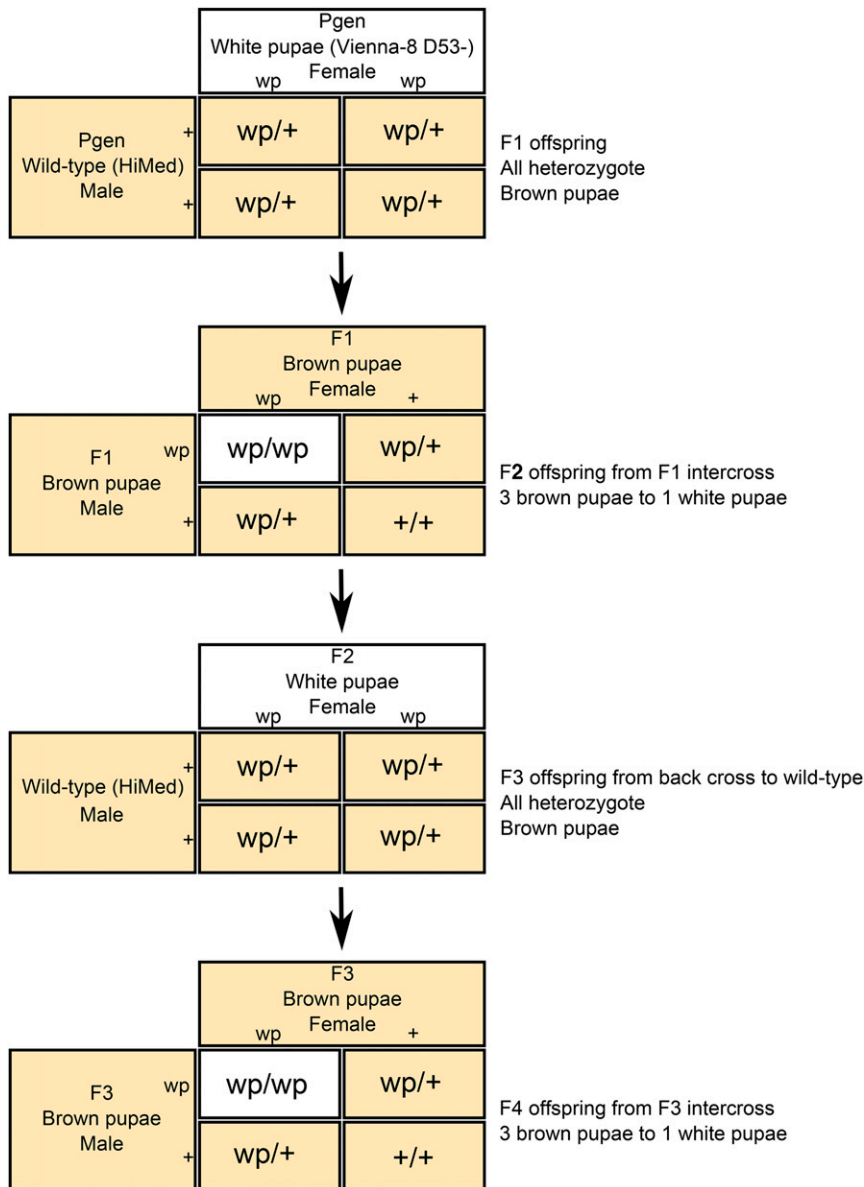 Pgen
White pupae (Vienna-8 D53-)
Female
wp wp
Pgen
Wild-type (HiMed)
Male
+
+
wp/+ wp/+
wp/+ wp/+
F1 offspring
All heterozygote
Brown pupae
F1
Brown pupae
Female
wp +
F1
Brown pupae
Male
wp
+
wp/wp wp/+
wp/+ +/+
F2 offspring from F1 intercross
3 brown pupae to 1 white pupae
F2
White pupae
Female
wp wp
Wild-type (HiMed)
Male
+
+
wp/+ wp/+
wp/+ wp/+
F3 offspring from back cross to wild-type
All heterozygote
Brown pupae
F3
Brown pupae
Female
wp +
F3
Brown pupae
Male
wp
+
wp/wp wp/+
wp/+ +/+
F4 offspring from F3 intercross
3 brown pupae to 1 white pupae